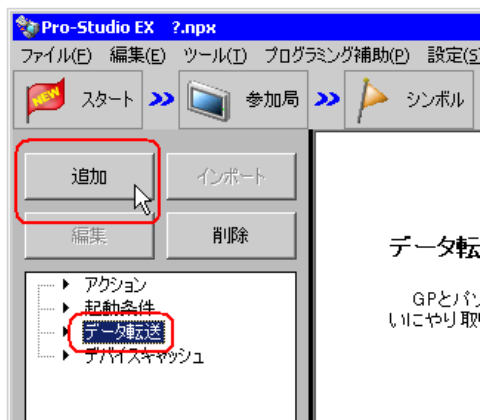 Pro-Studio EX ?.npx
ファイル(F) 編集(E) ツール(T) プログラミング補助(P) 設定(S
NEW スタート 参加局 シンボル
追加 インポート
編集 削除
アクション
起動条件
データ転送
デバイスキャッシュ
データ転
GPとパソ
いにやり取